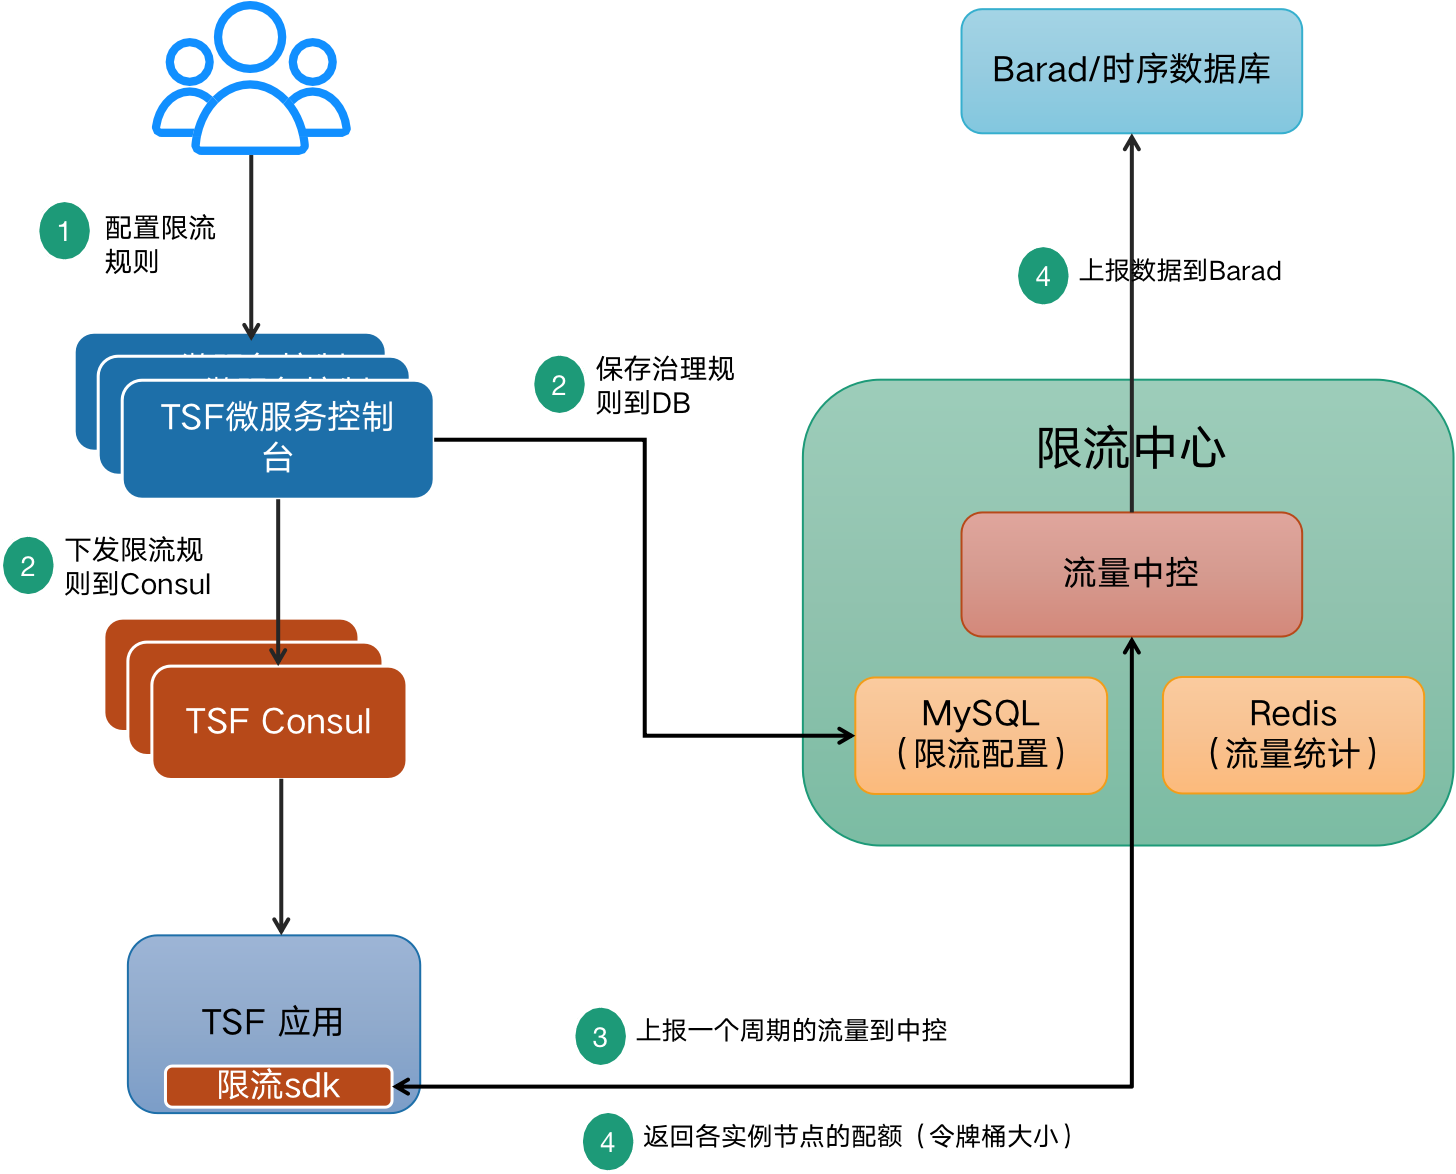 Barad/时序数据库
1
配置限流
规则
4
上报数据到Barad
2
保存治理规
则到DB
TSF微服务控制
台
限流中心
2
下发限流规
则到Consul
流量中控
TSF Consul
MySQL
（限流配置）
Redis
（流量统计）
TSF 应用
限流sdk
3
上报一个周期的流量到中控
4
返回各实例节点的配额（令牌桶大小）